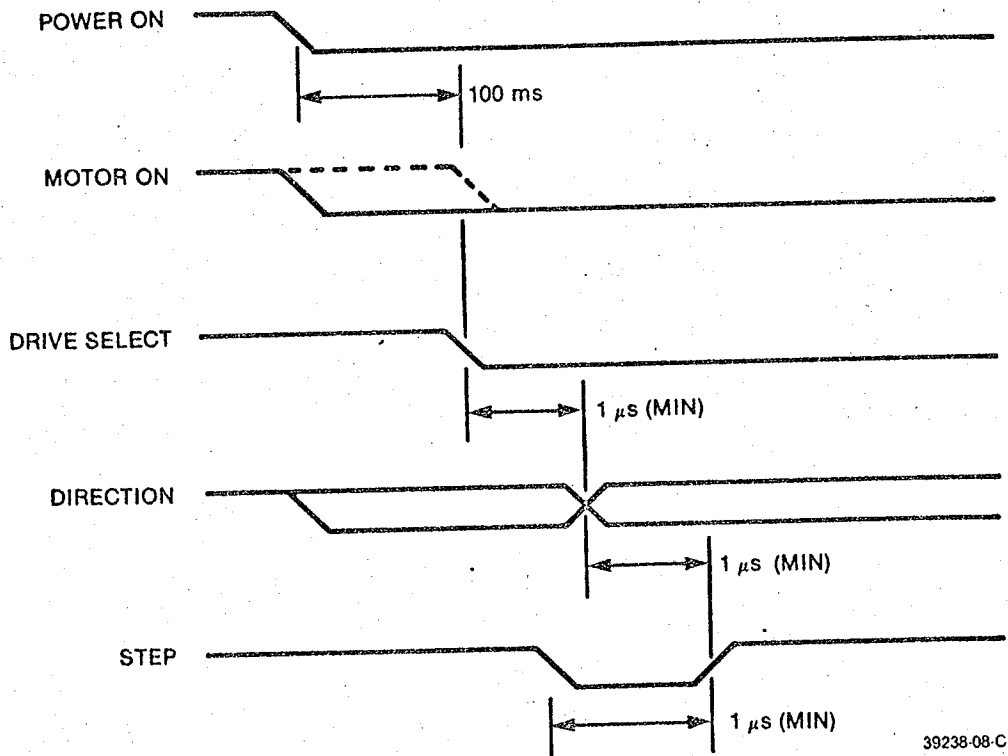 POWER ON
100 ms
MOTOR ON
DRIVE SELECT
1 μs (MIN)
DIRECTION
1 μs (MIN)
STEP
1 μs (MIN)
39238-08-C